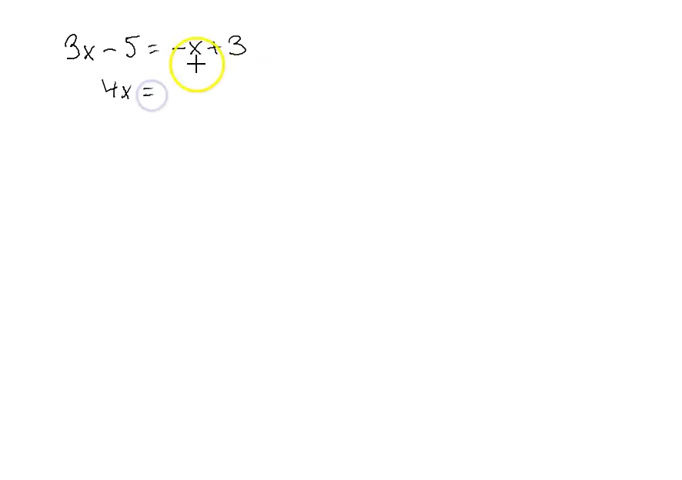 3x - 5 = -x + 3
4x =